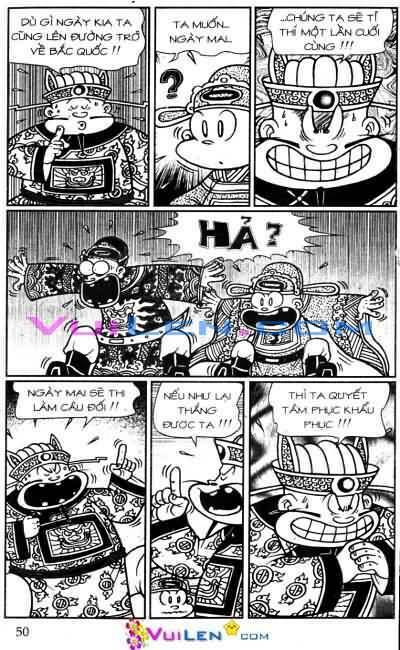 DÙ GÌ NGÀY KIA TA
CŨNG LÊN ĐƯỜNG TRỞ
VỀ BẮC QUỐC !!
TA MUỐN..
NGÀY MAI..
?
...CHÚNG TA SẼ TỈ
THÍ MỘT LẦN CUỐI
CÙNG !!!
HẢ?
VUILEN.COM
NGÀY MAI SẼ THI
LÀM CÂU ĐỐI !!
NẾU NHƯ LẠI
THẮNG
ĐƯỢC TA !!!
THÌ TA QUYẾT
TÂM PHỤC KHẨU
PHỤC !!!
50
VUILEN.COM